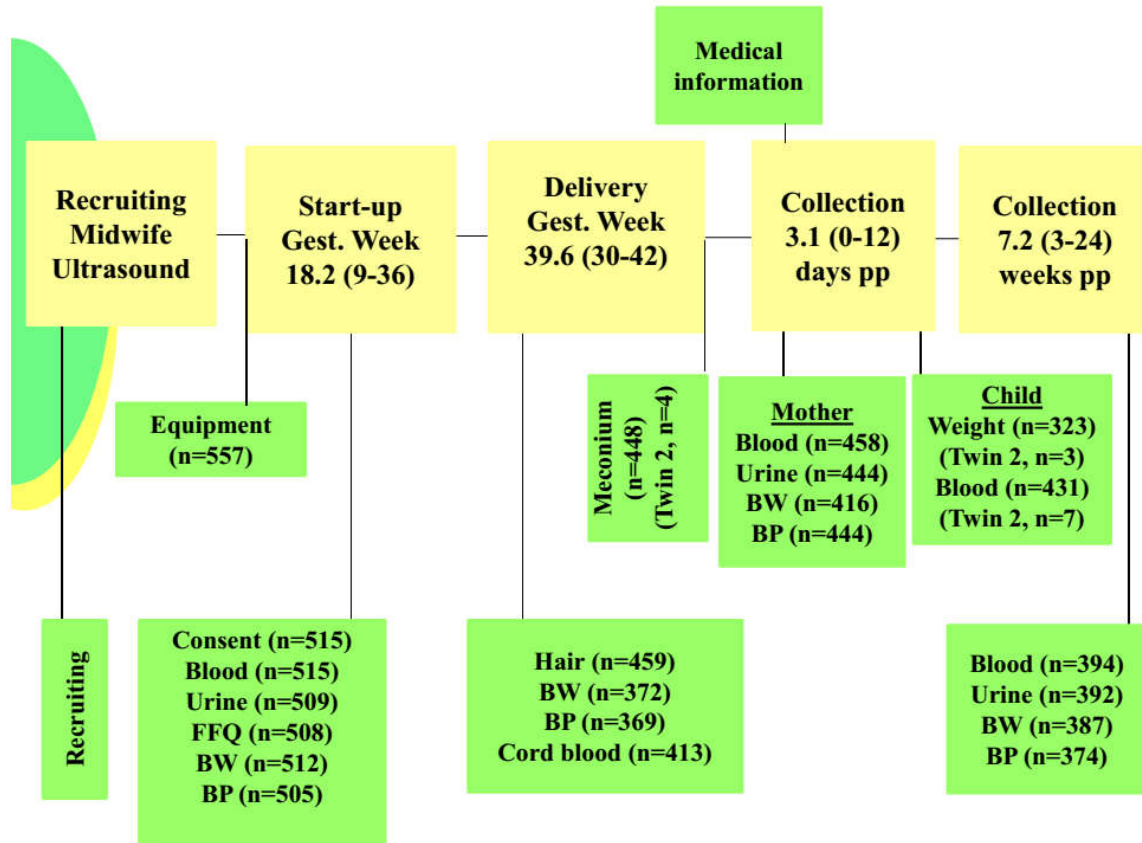 Medical
information
Recruiting
Midwife
Ultrasound
Start-up
Gest. Week
18.2 (9-36)
Delivery
Gest. Week
39.6 (30-42)
Collection
3.1 (0-12)
days pp
Collection
7.2 (3-24)
weeks pp
Equipment
(n=557)
Meconium
(n=448)
(Twin 2, n=4)
Mother
Blood (n=458)
Urine (n=444)
BW (n=416)
BP (n=444)
Child
Weight (n=323)
(Twin 2, n=3)
Blood (n=431)
(Twin 2, n=7)
Recruiting
Consent (n=515)
Blood (n=515)
Urine (n=509)
FFQ (n=508)
BW (n=512)
BP (n=505)
Hair (n=459)
BW (n=372)
BP (n=369)
Cord blood (n=413)
Blood (n=394)
Urine (n=392)
BW (n=387)
BP (n=374)